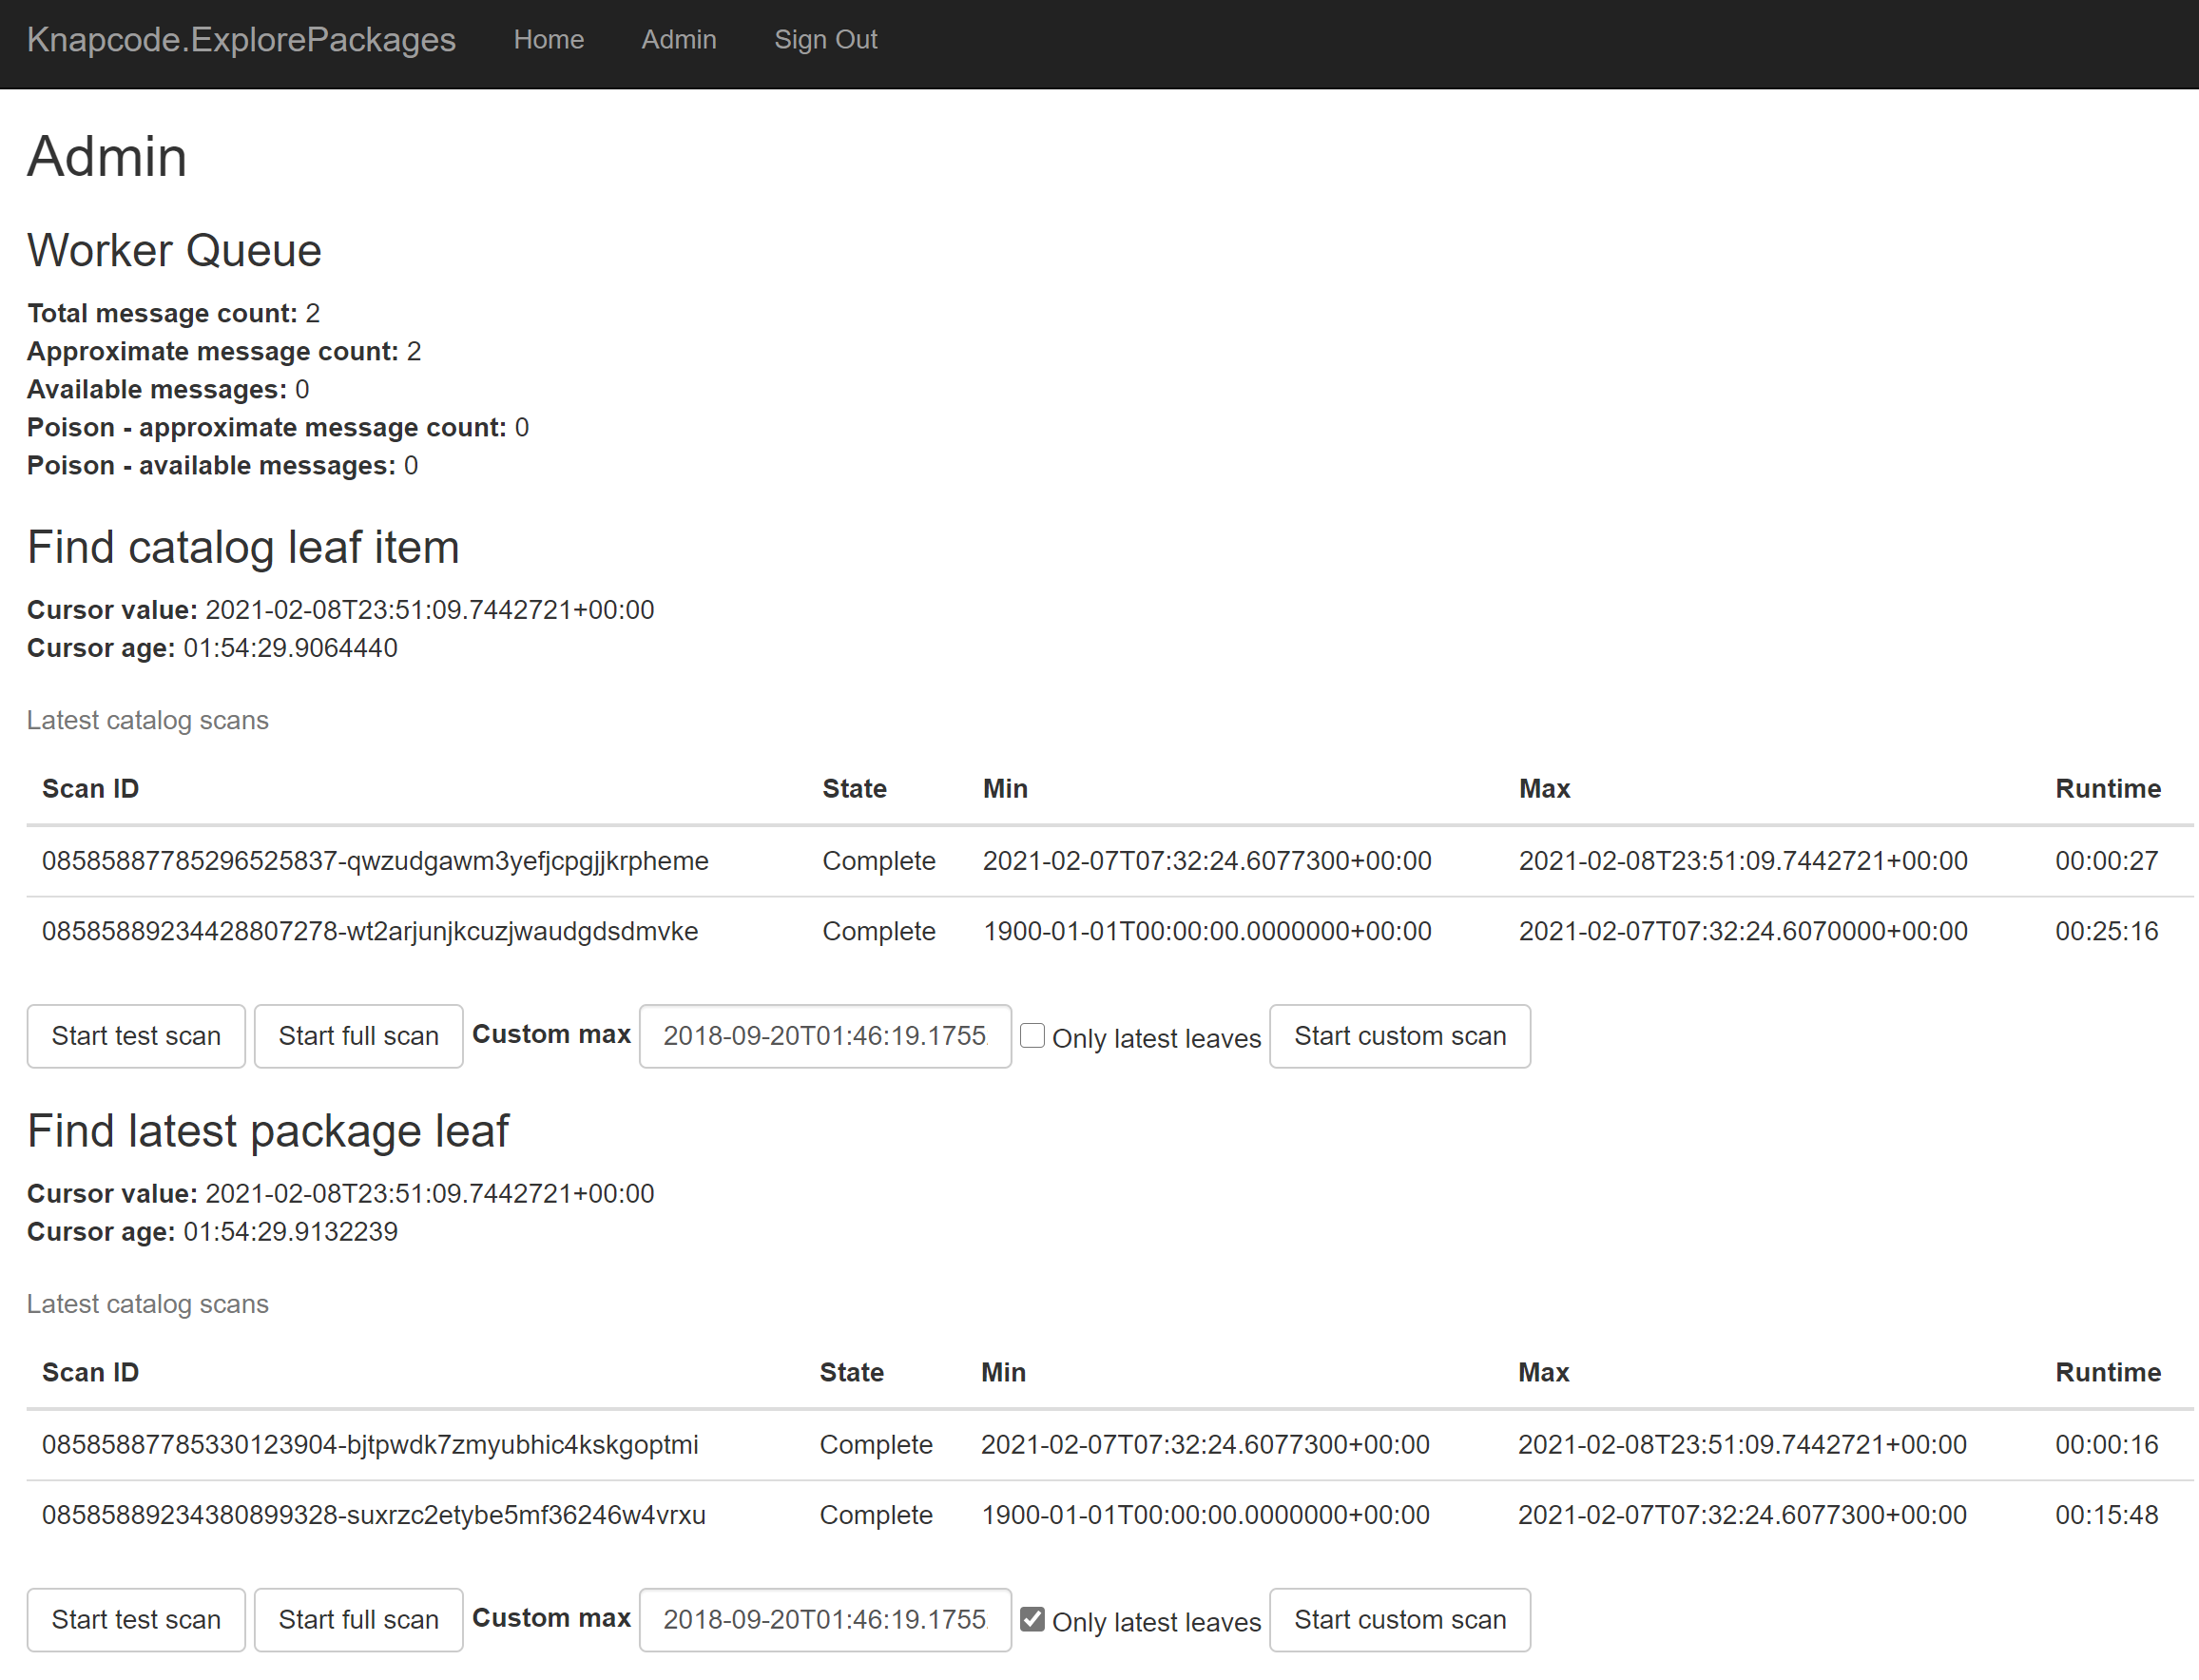 Knapcode.ExplorePackages Home Admin Sign Out
Admin
Worker Queue
Total message count: 2
Approximate message count: 2
Available messages: 0
Poison - approximate message count: 0
Poison - available messages: 0
Find catalog leaf item
Cursor value: 2021-02-08T23:51:09.7442721+00:00
Cursor age: 01:54:29.9064440
Latest catalog scans
Scan ID State Min Max Runtime
08585887785296525837-qwzudgawm3yefjcpgjjkrpheme Complete 2021-02-07T07:32:24.6077300+00:00 2021-02-08T23:51:09.7442721+00:00 00:00:27
08585889234428807278-wt2arjunjkcuzjwaudgdsdmvke Complete 1900-01-01T00:00:00.0000000+00:00 2021-02-07T07:32:24.6070000+00:00 00:25:16
Start test scan Start full scan Custom max 2018-09-20T01:46:19.1755 Only latest leaves Start custom scan
Find latest package leaf
Cursor value: 2021-02-08T23:51:09.7442721+00:00
Cursor age: 01:54:29.9132239
Latest catalog scans
Scan ID State Min Max Runtime
08585887785330123904-bjtpwdk7zmyubhic4kskgoptmi Complete 2021-02-07T07:32:24.6077300+00:00 2021-02-08T23:51:09.7442721+00:00 00:00:16
08585889234380899328-suxrzc2etybe5mf36246w4vrxu Complete 1900-01-01T00:00:00.0000000+00:00 2021-02-07T07:32:24.6077300+00:00 00:15:48
Start test scan Start full scan Custom max 2018-09-20T01:46:19.1755 Only latest leaves Start custom scan